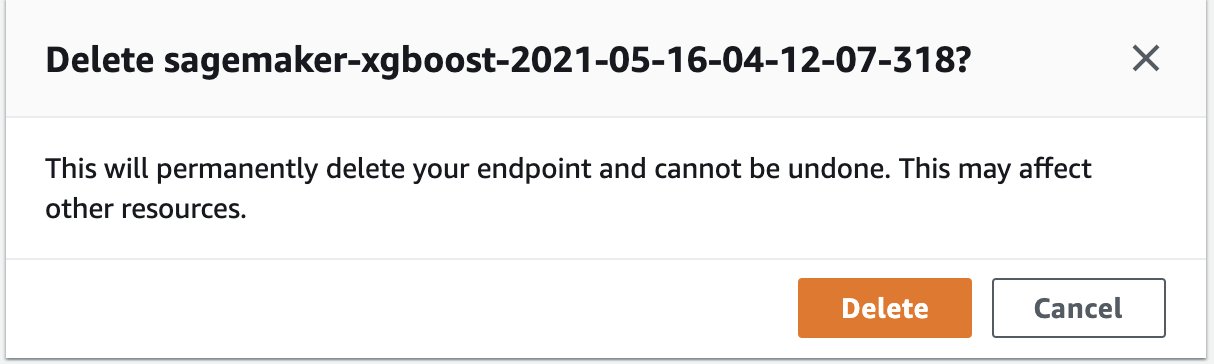 Delete sagemaker-xgboost-2021-05-16-04-12-07-318?
This will permanently delete your endpoint and cannot be undone. This may affect
other resources.
Delete
Cancel